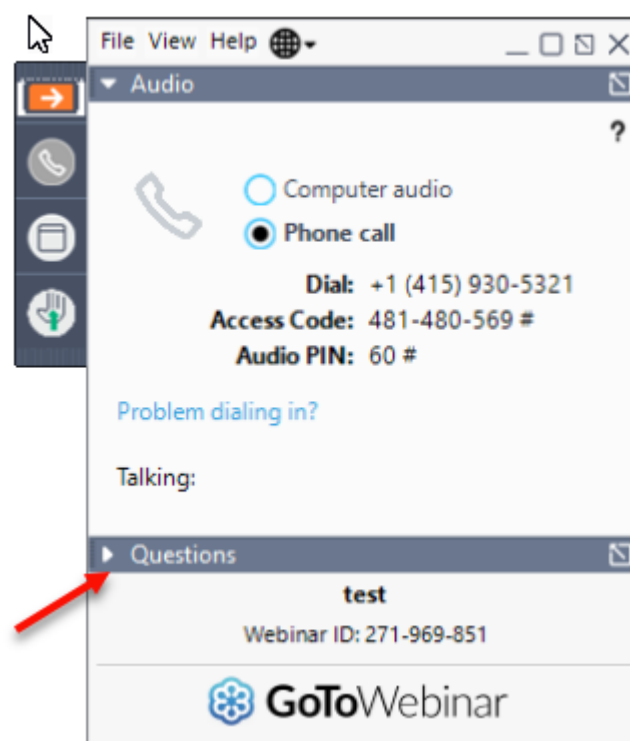 File View Help
Audio
?
Computer audio
Phone call
Dial: +1 (415) 930-5321
Access Code: 481-480-569 #
Audio PIN: 60 #
Problem dialing in?
Talking:
Questions
test
Webinar ID: 271-969-851
GoToWebinar